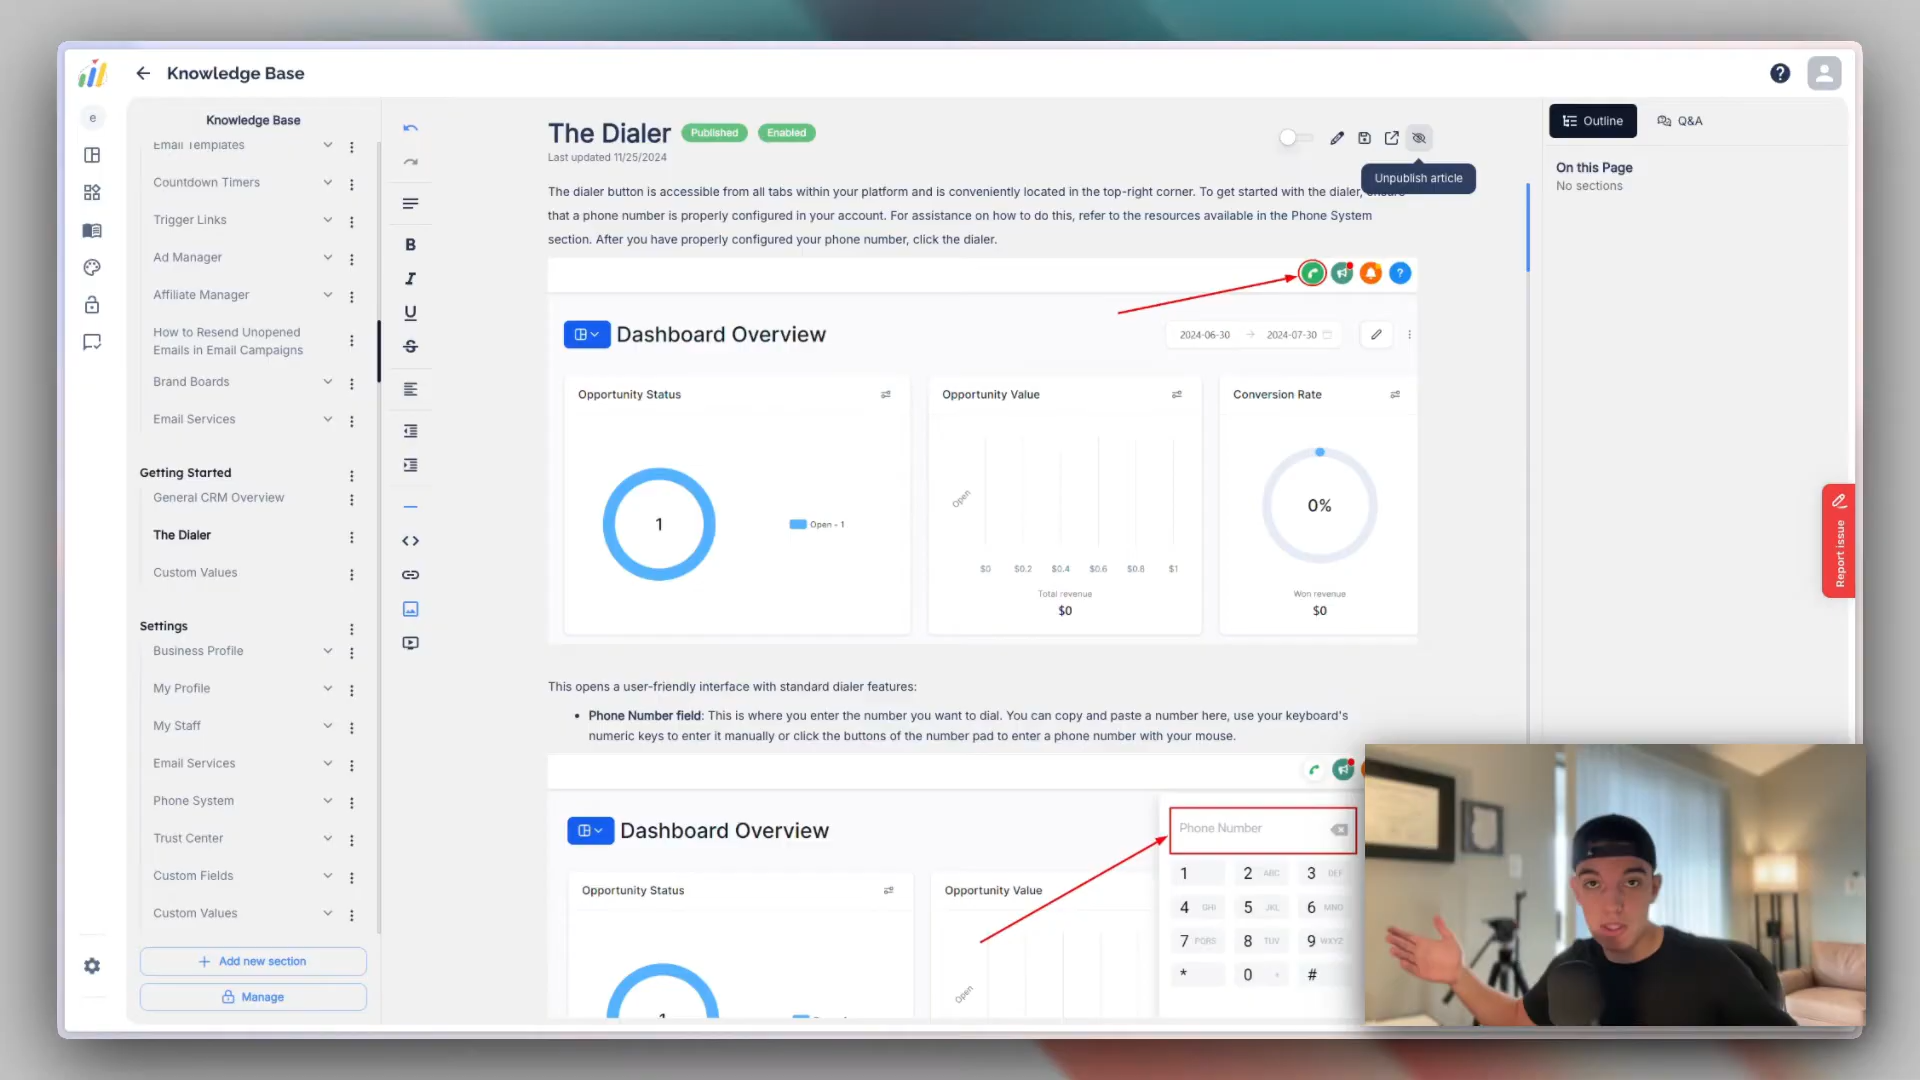 Knowledge Base
e
Knowledge Base
Email Templates
Countdown Timers
Trigger Links
Ad Manager
Affiliate Manager
How to Resend Unopened
Emails in Email Campaigns
Brand Boards
Email Services
Getting Started
General CRM Overview
The Dialer
Custom Values
Settings
Business Profile
My Profile
My Staff
Email Services
Phone System
Trust Center
Custom Fields
Custom Values
+ Add new section
Manage
B
I
U
S
The Dialer Published Enabled
Last updated 11/25/2024
Unpublish article
The dialer button is accessible from all tabs within your platform and is conveniently located in the top-right corner. To get started with the dialer,
that a phone number is properly configured in your account. For assistance on how to do this, refer to the resources available in the Phone System
section. After you have properly configured your phone number, click the dialer.
Dashboard Overview
2024-06-30 → 2024-07-30
Opportunity Status
1
Open - 1
Opportunity Value
Open
$0 $0.2 $0.4 $0.6 $0.8 $1
Total revenue
$0
Conversion Rate
0%
Won revenue
$0
This opens a user-friendly interface with standard dialer features:
• Phone Number field: This is where you enter the number you want to dial. You can copy and paste a number here, use your keyboard's
numeric keys to enter it manually or click the buttons of the number pad to enter a phone number with your mouse.
Dashboard Overview
Opportunity Status
1
Opportunity Value
Open
Phone Number
1 2 ABC 3 DEF
4 GHI 5 JKL 6 MNO
7 PQRS 8 TUV 9 WXYZ
* 0 + #
Outline
Q&A
On this Page
No sections
Report issue